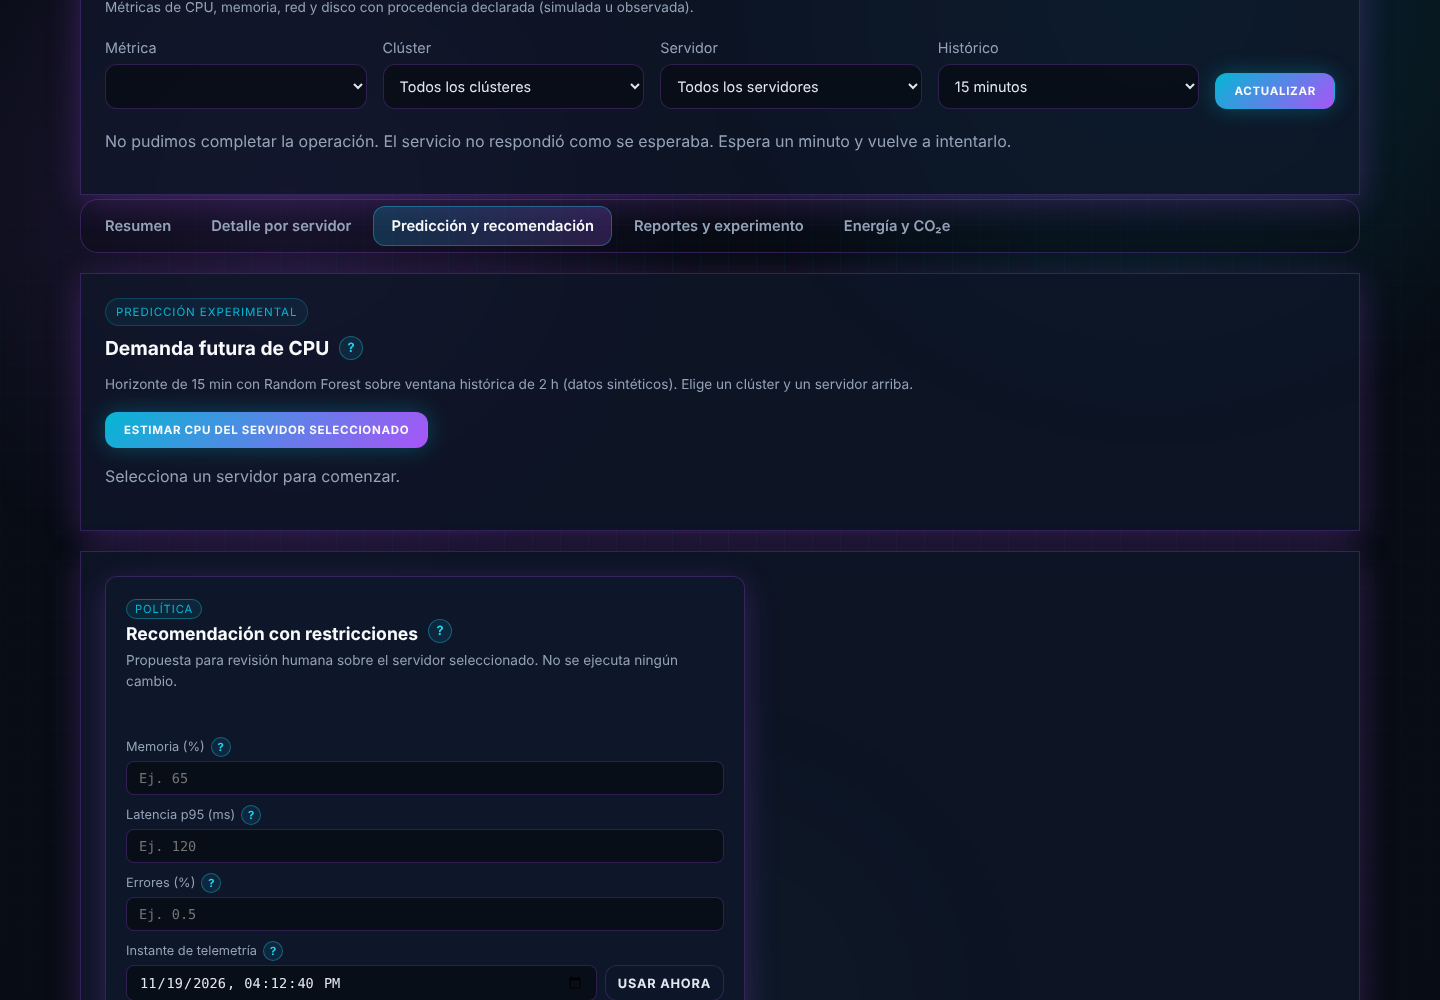 Métricas de CPU, memoria, red y disco con procedencia declarada (simulada u observada).
Métrica
Clúster
Servidor
Histórico
Todos los clústeres
Todos los servidores
15 minutos
ACTUALIZAR
No pudimos completar la operación. El servicio no respondió como se esperaba. Espera un minuto y vuelve a intentarlo.
Resumen
Detalle por servidor
Predicción y recomendación
Reportes y experimento
Energía y CO₂e
PREDICCIÓN EXPERIMENTAL
Demanda futura de CPU ?
Horizonte de 15 min con Random Forest sobre ventana histórica de 2 h (datos sintéticos). Elige un clúster y un servidor arriba.
ESTIMAR CPU DEL SERVIDOR SELECCIONADO
Selecciona un servidor para comenzar.
POLÍTICA
Recomendación con restricciones ?
Propuesta para revisión humana sobre el servidor seleccionado. No se ejecuta ningún
cambio.
Memoria (%) ?
Ej. 65
Latencia p95 (ms) ?
Ej. 120
Errores (%) ?
Ej. 0.5
Instante de telemetría ?
11/19/2026, 04:12:40 PM
USAR AHORA